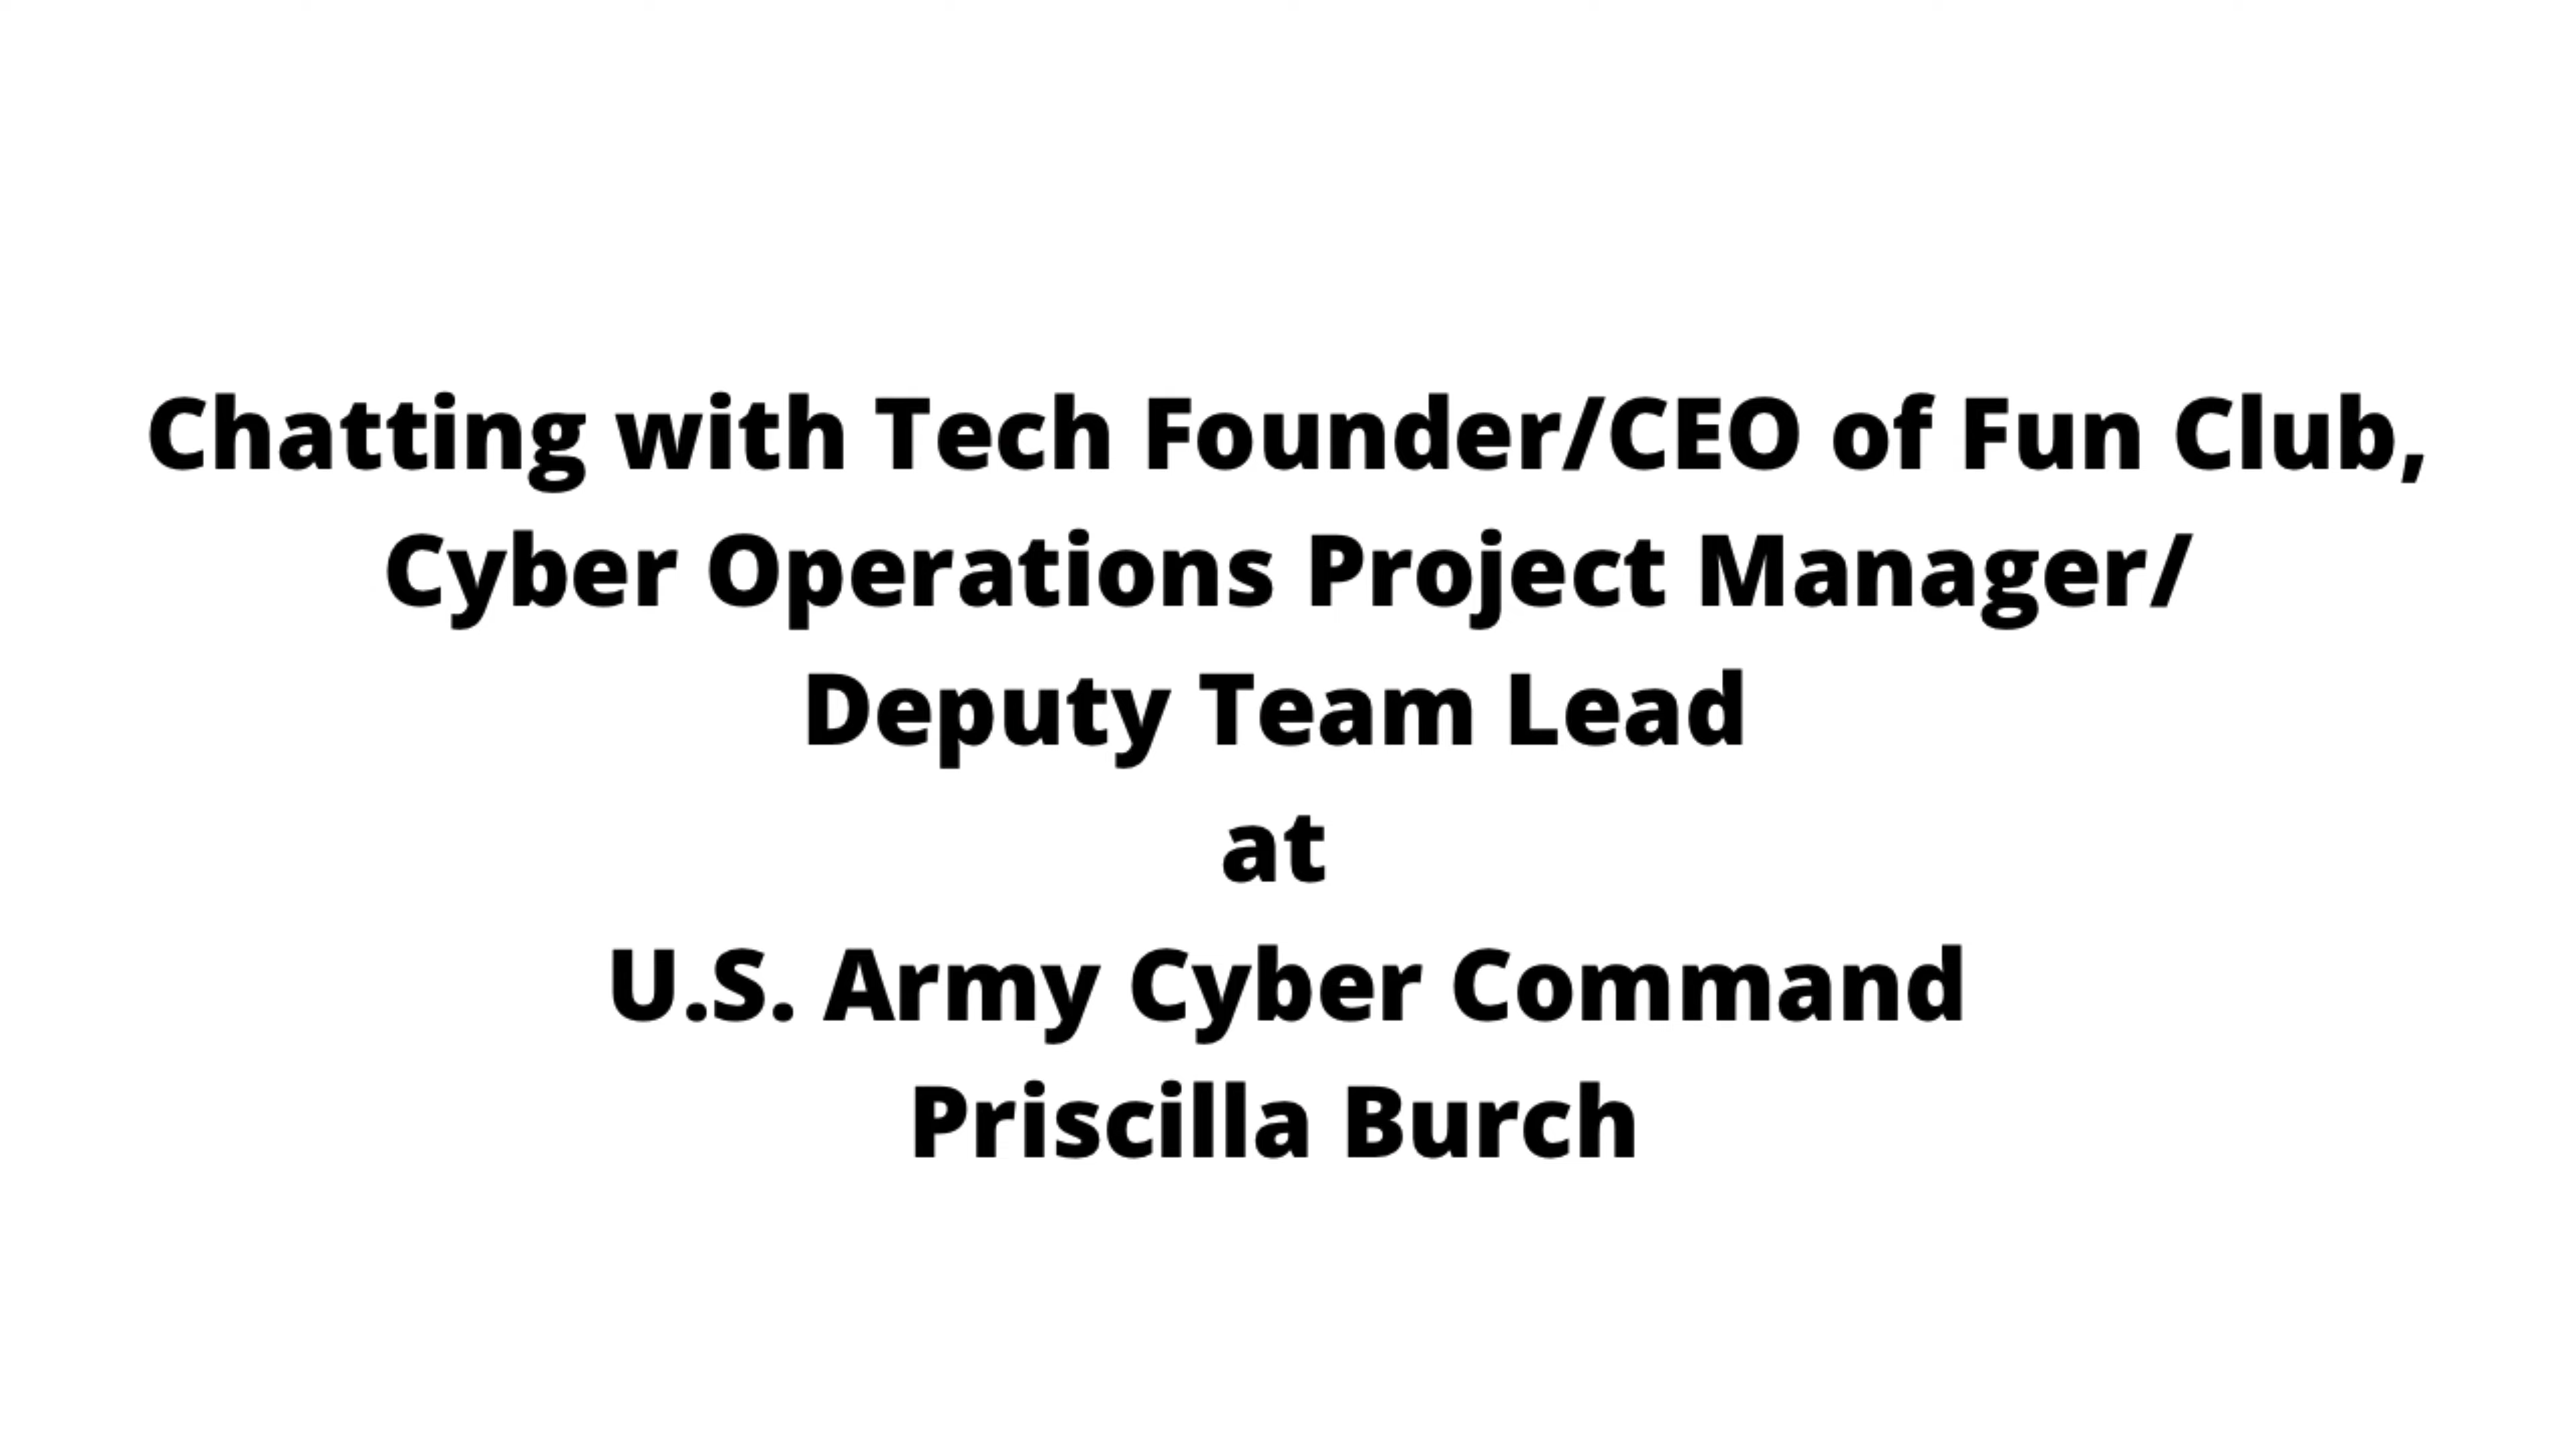 Chatting with Tech Founder/CEO of Fun Club,
Cyber Operations Project Manager/
Deputy Team Lead
at
U.S. Army Cyber Command
Priscilla Burch